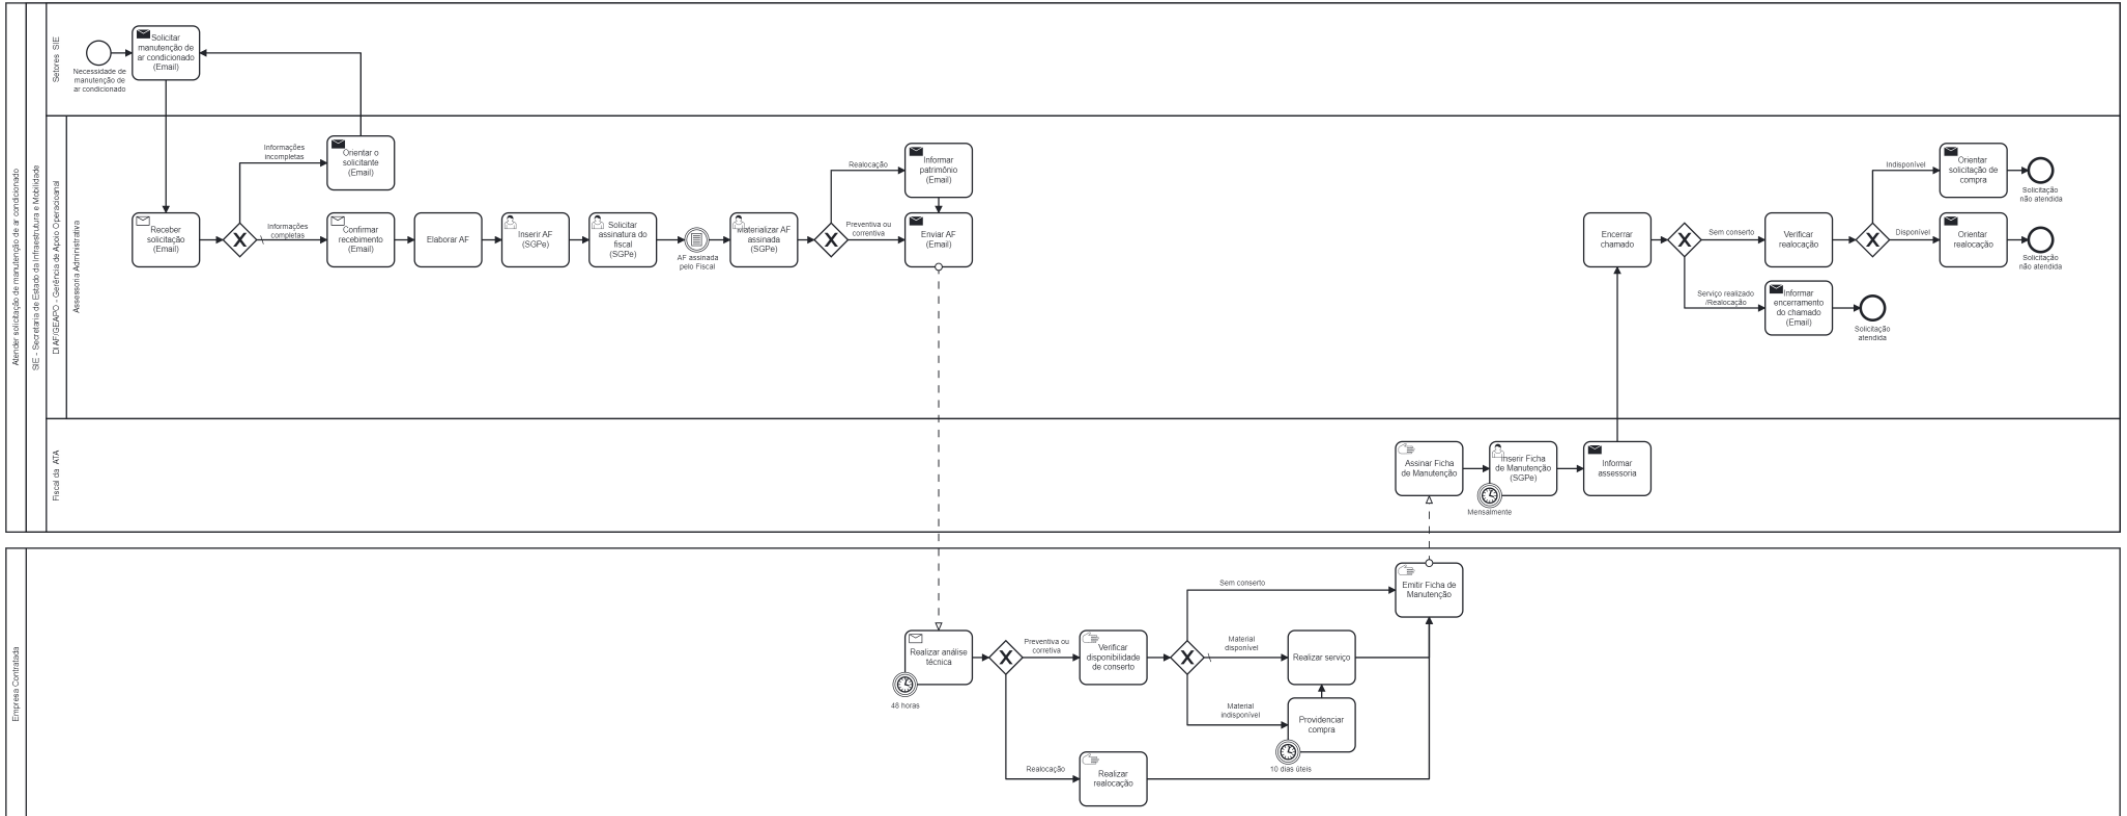 Atender solicitação de manutenção de ar condicionado
SIE - Secretaria de Estado da Infraestrutura e Mobilidade
Setores SIE
Necessidade de
manutenção de
ar condicionado
Solicitar
manutenção de
ar condicionado
(Email)
DIAF/GEAPO - Gerência de Apoio Operacioanal
Assessoria Administrativa
Receber
solicitação
(Email)
Informações
incompletas
Orientar o
solicitante
(Email)
Informações
completas
Confirmar
recebimento
(Email)
Elaborar AF
Inserir AF
(SGPe)
Solicitar
assinatura do
fiscal
(SGPe)
AF assinada
pelo Fiscal
Materializar AF
assinada
(SGPe)
Realocação
Informar
patrimônio
(Email)
Preventiva ou
corretiva
Enviar AF
(Email)
Encerrar
chamado
Sem conserto
Verificar
realocação
Indisponível
Orientar
solicitação de
compra
Solicitação
não atendida
Disponível
Orientar
realocação
Solicitação
não atendida
Serviço realizado
/Realocação
Informar
encerramento
do chamado
(Email)
Solicitação
atendida
Fiscal da ATA
Assinar Ficha
de Manutenção
Inserir Ficha
de Manutenção
(SGPe)
Mensalmente
Informar
assessoria
Empresa Contratada
Realizar análise
técnica
48 horas
Preventiva ou
corretiva
Verificar
disponibilidade
de conserto
Sem conserto
Emitir Ficha de
Manutenção
Material
disponível
Realizar serviço
Material
indisponível
Providenciar
compra
10 dias úteis
Realocação
Realizar
realocação